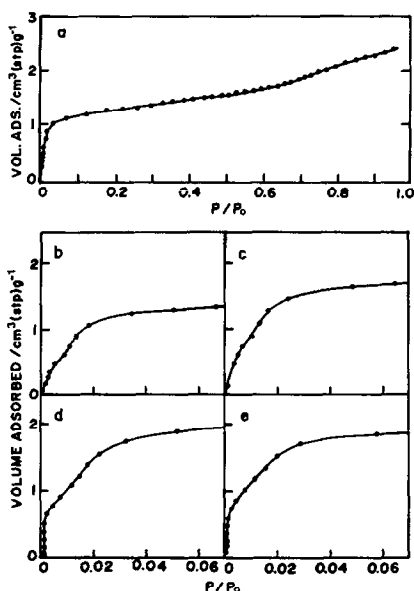 a
VOL. ADS./cm³(stp)g⁻¹
3
2
1
0
0 0.2 0.4 0.6 0.8 1.0
P/P₀
b c
2
1
0
d e
2
1
0
VOLUME ADSORBED/cm³(stp)g⁻¹
0 0.02 0.04 0.06 0 0.02 0.04 0.06
P/P₀